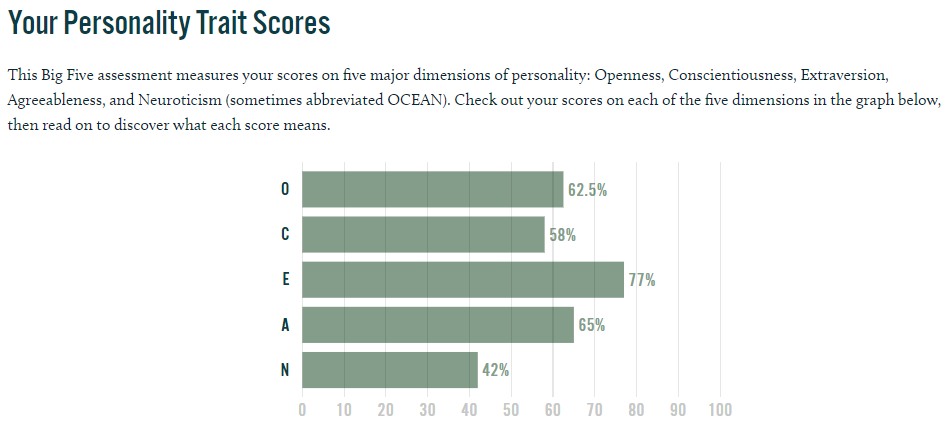 Your Personality Trait Scores
This Big Five assessment measures your scores on five major dimensions of personality: Openness, Conscientiousness, Extraversion,
Agreeableness, and Neuroticism (sometimes abbreviated OCEAN). Check out your scores on each of the five dimensions in the graph below,
then read on to discover what each score means.
O 62.5%
C 58%
E 77%
A 65%
N 42%
0 10 20 30 40 50 60 70 80 90 100